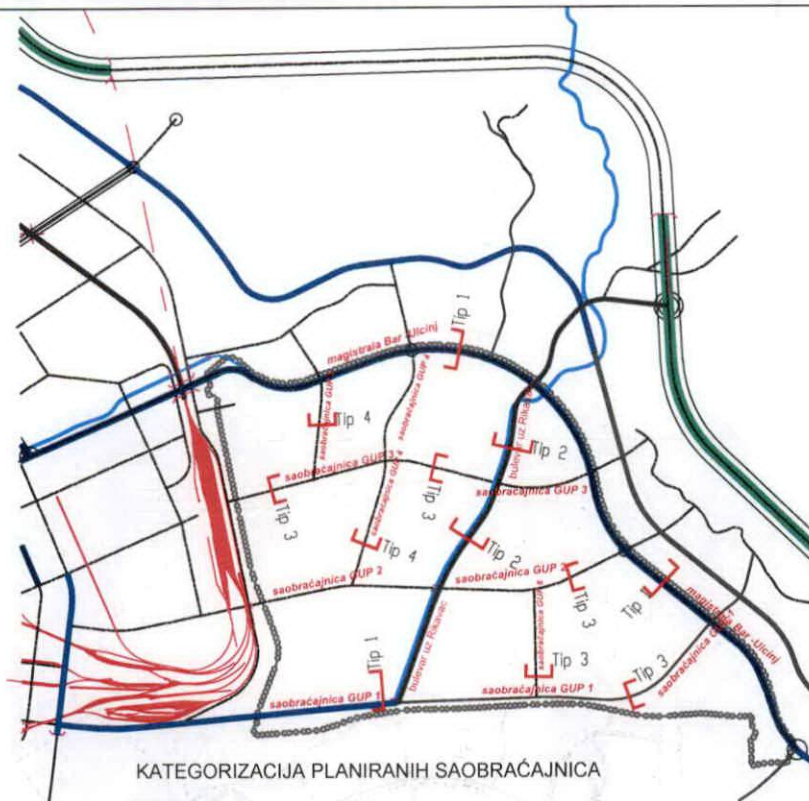 magistrala Bar -Ulcinj
Tip 1
saobraćajnica GUP 4
Tip 4
bulevar uz Rikavac
Tip 2
saobraćajnica GUP 3
Tip 3
saobraćajnica GUP 4
Tip 3
saobraćajnica GUP 3
Tip 4
Tip 2
saobraćajnica GUP 2
saobraćajnica GUP 2
Tip 3
Tip 1
magistrala Bar -Ulcinj
bulevar uz Rikavac
Tip 1
saobraćajnica GUP
Tip 3
Tip 3
saobraćajnica
saobraćajnica GUP 1
saobraćajnica GUP 1
KATEGORIZACIJA PLANIRANIH SAOBRAĆAJNICA